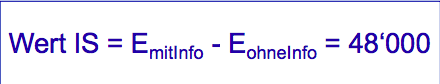 Wert IS = EmitInfo - EohneInfo = 48‘000